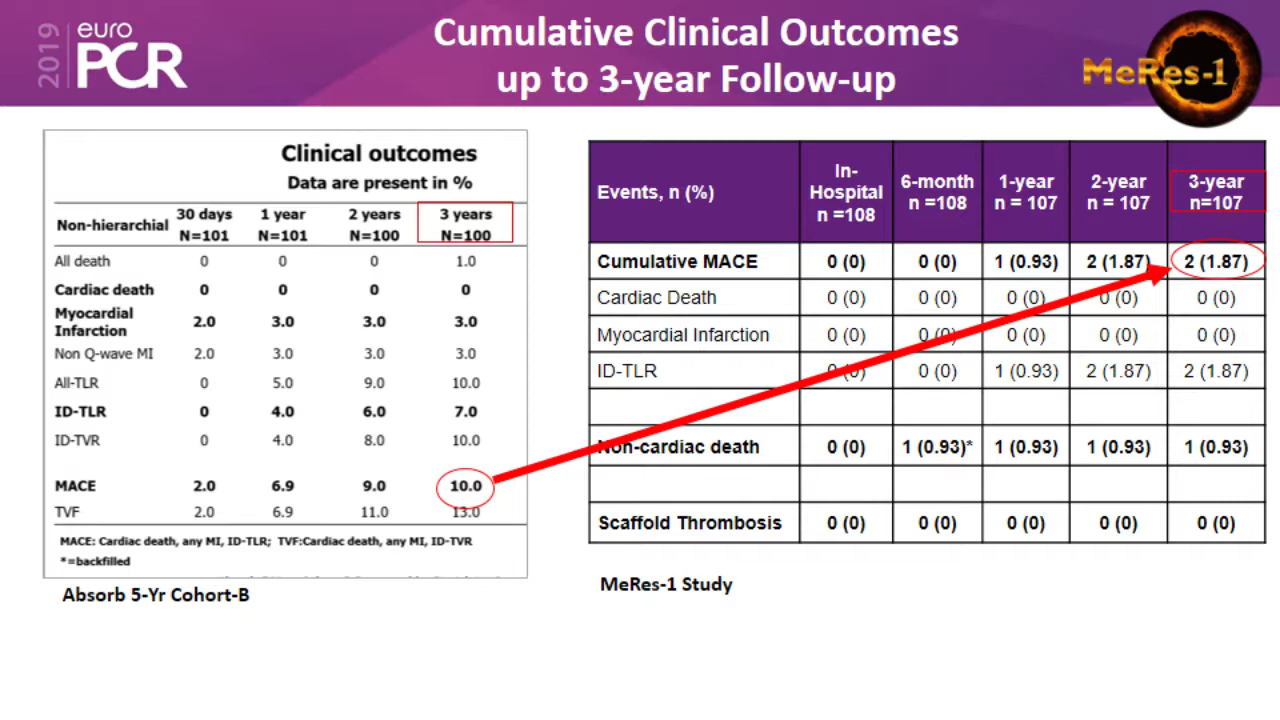 2019
euro
PCR
Cumulative Clinical Outcomes
up to 3-year Follow-up
MeRes-1
Clinical outcomes
Data are present in %
Non-hierarchial 30 days N=101 1 year N=101 2 years N=100 3 years N=100
All death 0 0 0 1.0
Cardiac death 0 0 0 0
Myocardial Infarction 2.0 3.0 3.0 3.0
Non Q-wave MI 2.0 3.0 3.0 3.0
All-TLR 0 5.0 9.0 10.0
ID-TLR 0 4.0 6.0 7.0
ID-TVR 0 4.0 8.0 10.0
MACE 2.0 6.9 9.0 10.0
TVF 2.0 6.9 11.0 13.0
MACE: Cardiac death, any MI, ID-TLR; TVF:Cardiac death, any MI, ID-TVR
*=backfilled
Absorb 5-Yr Cohort-B
Events, n (%) In-Hospital n =108 6-month n =108 1-year n = 107 2-year n = 107 3-year n=107
Cumulative MACE 0 (0) 0 (0) 1 (0.93) 2 (1.87) 2 (1.87)
Cardiac Death 0 (0) 0 (0) 0 (0) 0 (0) 0 (0)
Myocardial Infarction 0 (0) 0 (0) 0 (0) 0 (0) 0 (0)
ID-TLR 0 (0) 0 (0) 1 (0.93) 2 (1.87) 2 (1.87)
Non-cardiac death 0 (0) 1 (0.93)* 1 (0.93) 1 (0.93) 1 (0.93)
Scaffold Thrombosis 0 (0) 0 (0) 0 (0) 0 (0) 0 (0)
MeRes-1 Study